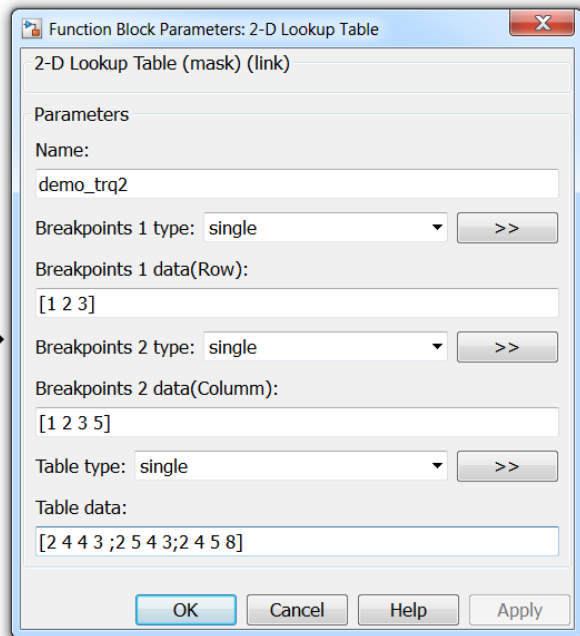 Function Block Parameters: 2-D Lookup Table
2-D Lookup Table (mask) (link)
Parameters
Name:
demo_trq2
Breakpoints 1 type: single >>
Breakpoints 1 data(Row):
[1 2 3]
Breakpoints 2 type: single >>
Breakpoints 2 data(Columm):
[1 2 3 5]
Table type: single >>
Table data:
[2 4 4 3 ;2 5 4 3;2 4 5 8]
OK Cancel Help Apply